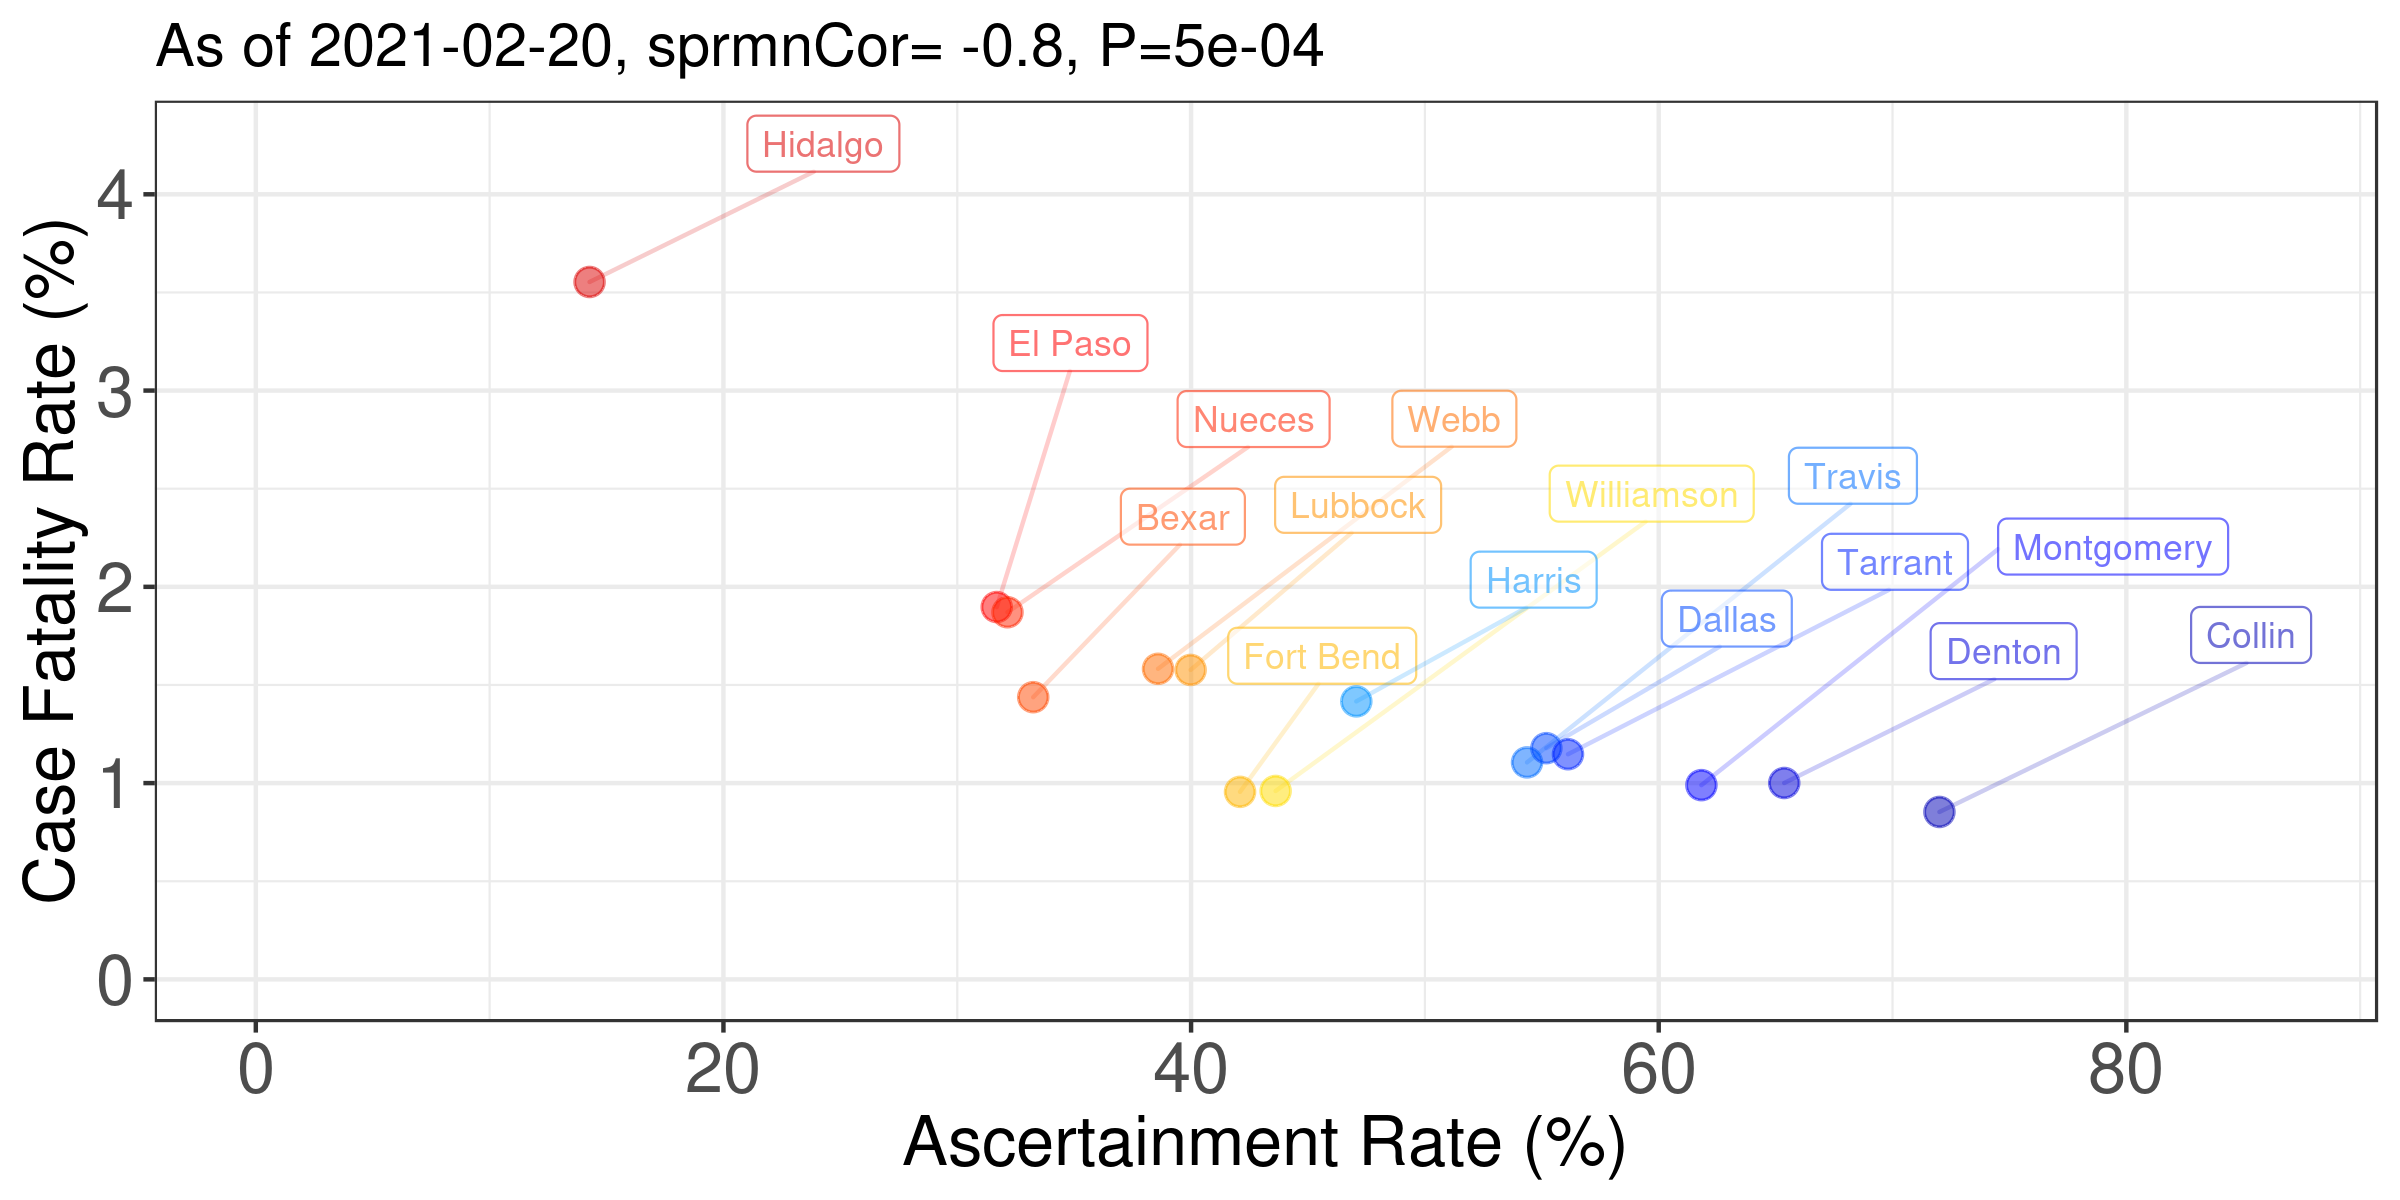 As of 2021-02-20, sprmnCor= -0.8, P=5e-04
Case Fatality Rate (%)
4
3
2
1
0
Hidalgo
El Paso
Nueces
Webb
Travis
Williamson
Lubbock
Bexar
Montgomery
Tarrant
Harris
Dallas
Collin
Denton
Fort Bend
0 20 40 60 80
Ascertainment Rate (%)